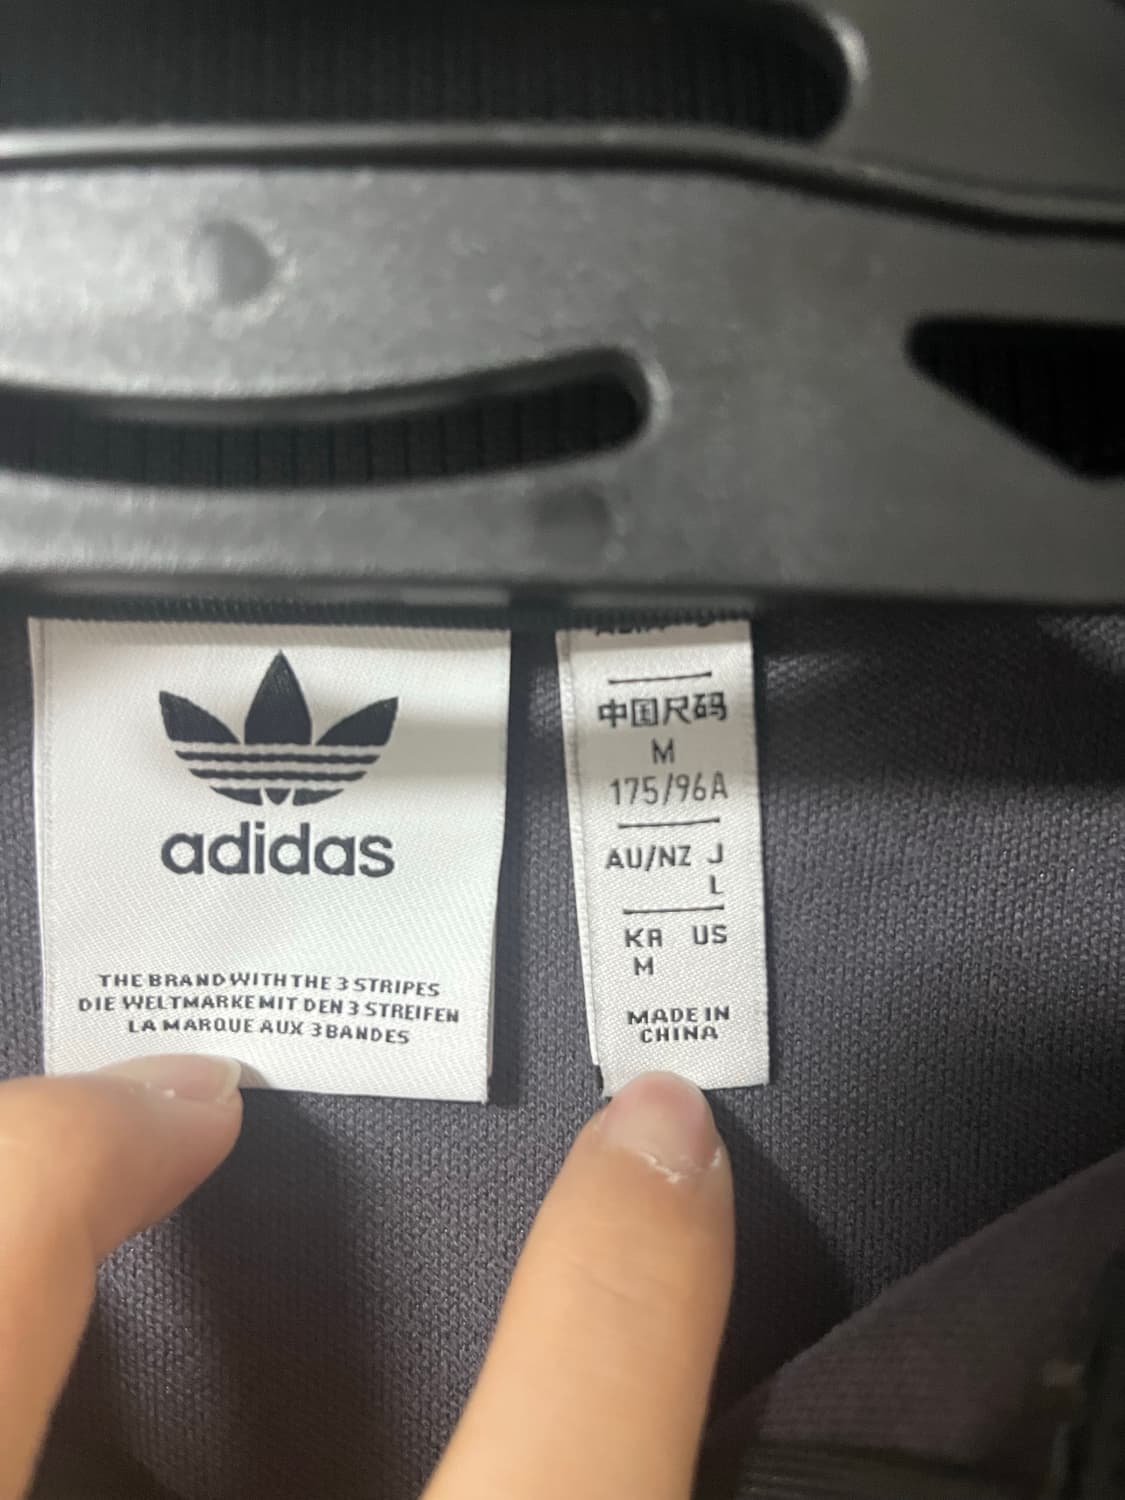 adidas
THE BRAND WITH THE 3 STRIPES
DIE WELTMARKE MIT DEN 3 STREIFEN
LA MARQUE AUX 3 BANDES
中国尺码
M
175/96A
AU/NZ J
L
KR US
M
MADE IN
CHINA